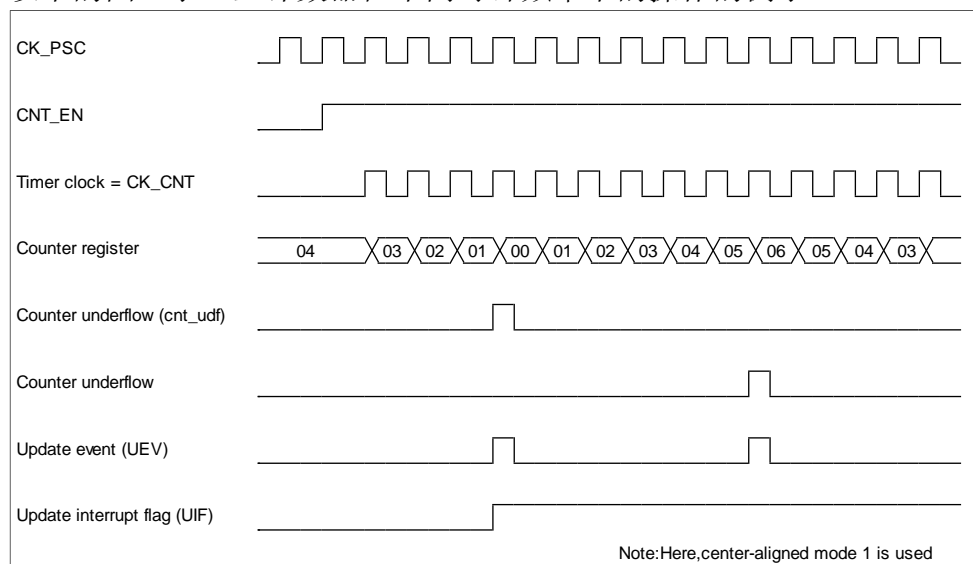 CK_PSC
CNT_EN
Timer clock = CK_CNT
Counter register
04 03 02 01 00 01 02 03 04 05 06 05 04 03
Counter underflow (cnt_udf)
Counter underflow
Update event (UEV)
Update interrupt flag (UIF)
Note:Here,center-aligned mode 1 is used